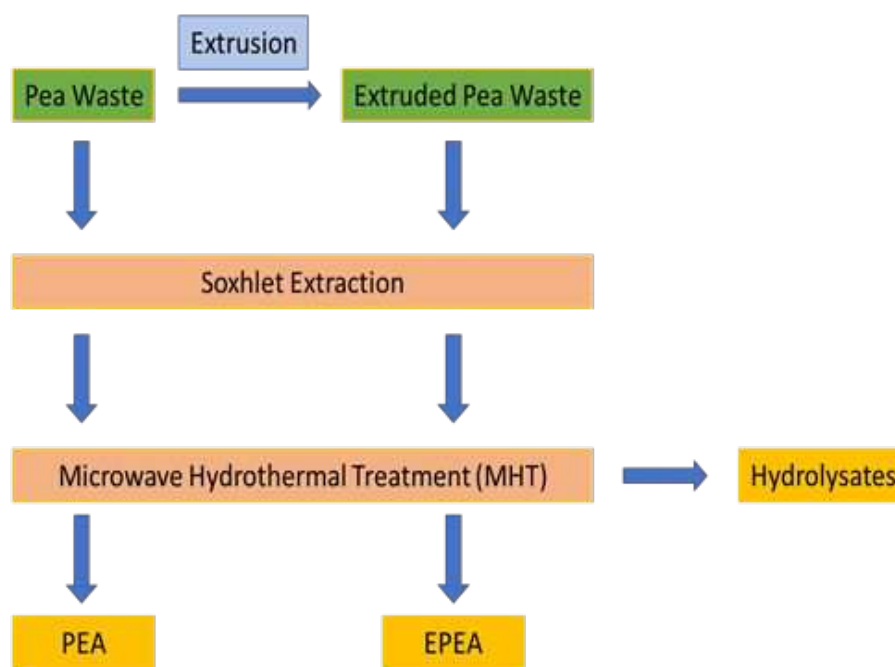 Extrusion
Pea Waste
Extruded Pea Waste
Soxhlet Extraction
Microwave Hydrothermal Treatment (MHT)
Hydrolysates
PEA
EPEA